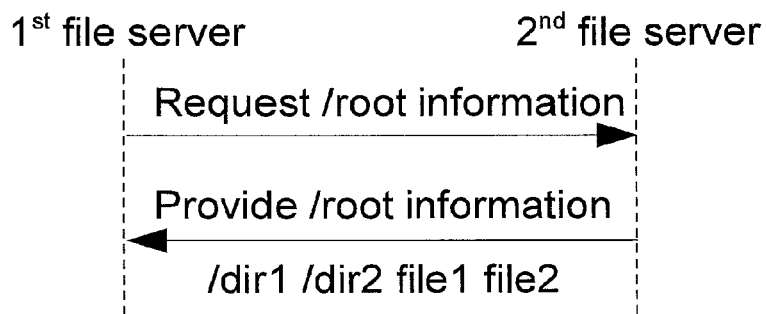 1st file server 2nd file server
Request /root information
Provide /root information
/dir1 /dir2 file1 file2